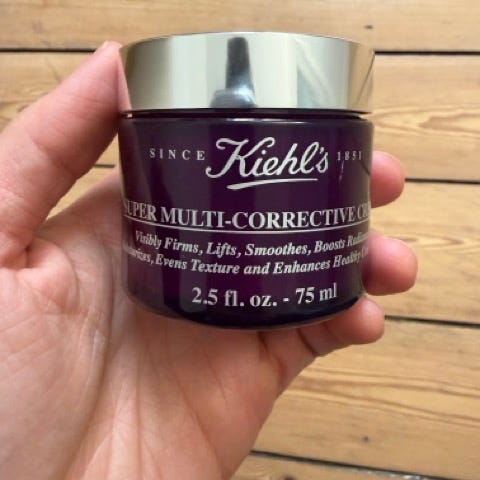 SINCE Kiehl's 1851
SUPER MULTI-CORRECTIVE
Visibly Firms, Lifts, Smoothes, Boosts
Evens Texture and Enhances Healthy
2.5 fl. oz. - 75 ml